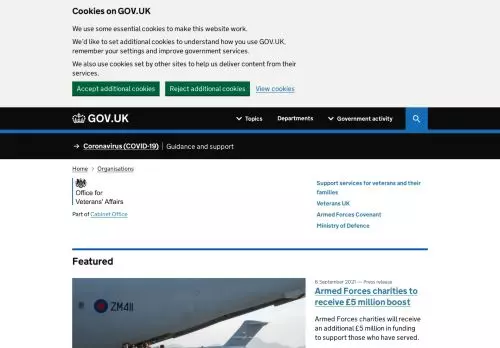 Cookies on GOV.UK
We use some essential cookies to make this website work.
We'd like to set additional cookies to understand how you use GOV.UK,
remember your settings and improve government services.
We also use cookies set by other sites to help us deliver content from their
services.
Accept additional cookies
Reject additional cookies
View cookies
GOV.UK
Topics
Departments
Government activity
→ Coronavirus (COVID-19) | Guidance and support
Home > Organisations
Office for
Veterans' Affairs
Part of Cabinet Office
Support services for veterans and their
families
Veterans UK
Armed Forces Covenant
Ministry of Defence
Featured
ZM411
6 September 2021 — Press release
Armed Forces charities to
receive £5 million boost
Armed Forces charities will receive
an additional £5 million in funding
to support those who have served.